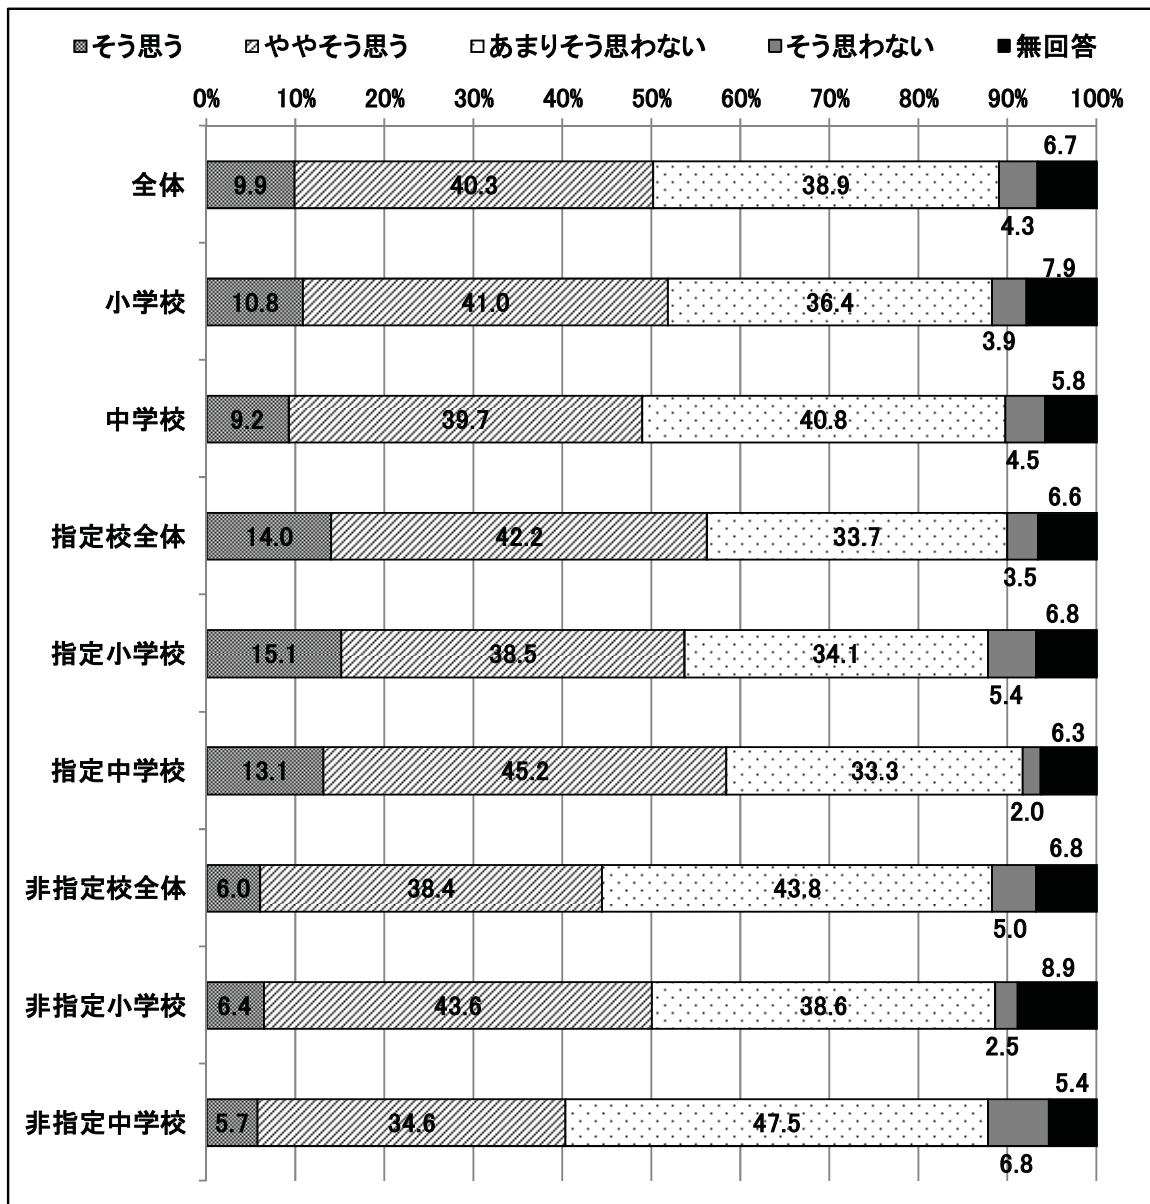 そう思う ややそう思う あまりそう思わない そう思わない 無回答
0% 10% 20% 30% 40% 50% 60% 70% 80% 90% 100%
6.7
全体 9.9 40.3 38.9
4.3
7.9
小学校 10.8 41.0 36.4
3.9
5.8
中学校 9.2 39.7 40.8
4.5
6.6
指定校全体 14.0 42.2 33.7
3.5
6.8
指定小学校 15.1 38.5 34.1
5.4
6.3
指定中学校 13.1 45.2 33.3
2.0
6.8
非指定校全体 6.0 38.4 43.8
5.0
8.9
非指定小学校 6.4 43.6 38.6
2.5
5.4
非指定中学校 5.7 34.6 47.5
6.8